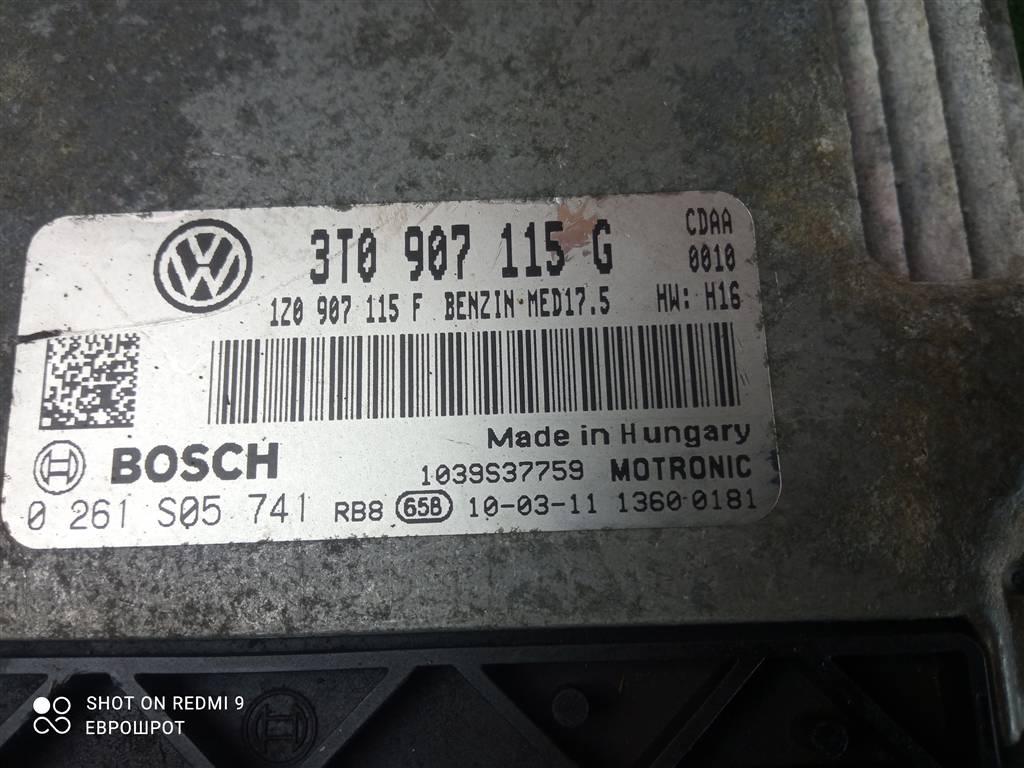 3T0 907 115 G
CDAA
0010
1Z0 907 115 F BENZIN MED17.5 HW: H16
Made in Hungary
BOSCH 1039S37759 MOTRONIC
0 261 S05 741 RB8 65B 10-03-11 1360 0181
SHOT ON REDMI 9
ЕВРОШРОТ